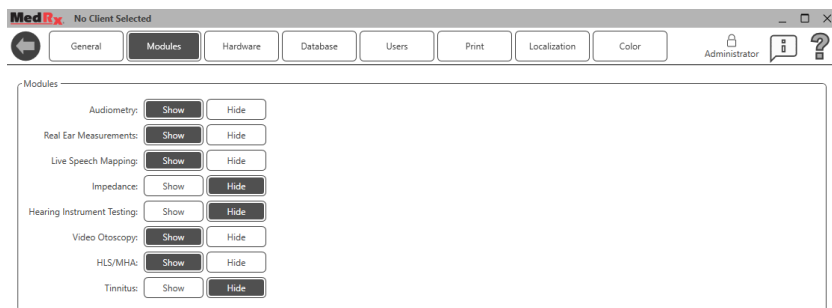 MedRx No Client Selected
General Modules Hardware Database Users Print Localization Color Administrator i ?
Modules
Audiometry: Show Hide
Real Ear Measurements: Show Hide
Live Speech Mapping: Show Hide
Impedance: Show Hide
Hearing Instrument Testing: Show Hide
Video Otoscopy: Show Hide
HLS/MHA: Show Hide
Tinnitus: Show Hide